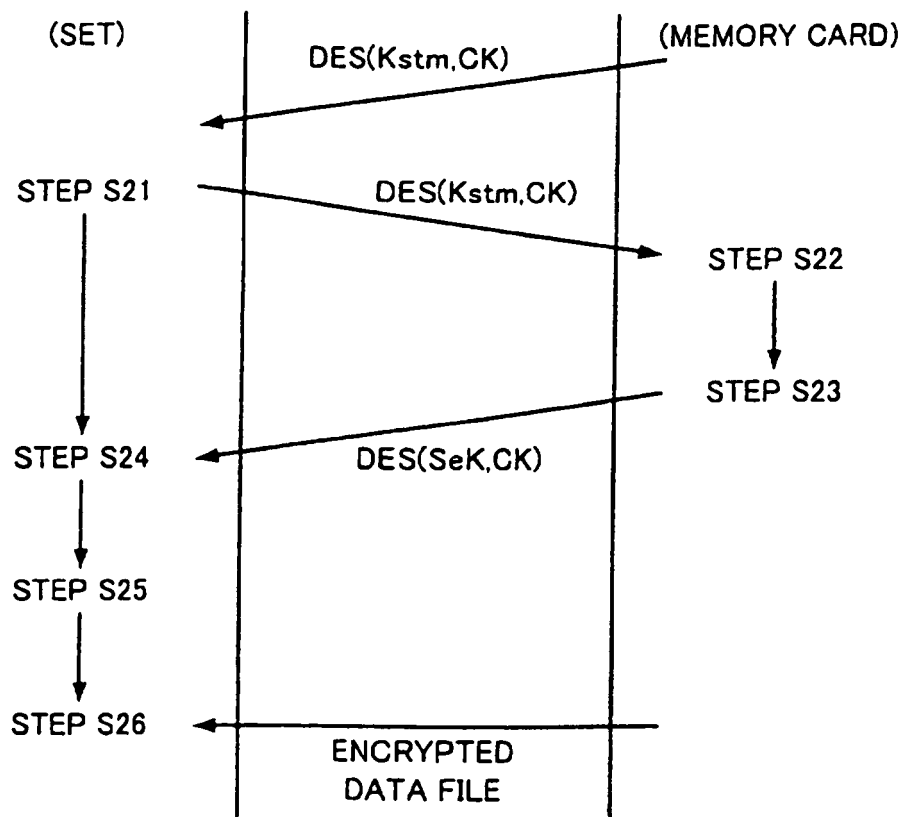 (SET)
(MEMORY CARD)
DES(Kstm,CK)
STEP S21
DES(Kstm,CK)
STEP S22
STEP S23
STEP S24
DES(SeK,CK)
STEP S25
STEP S26
ENCRYPTED
DATA FILE